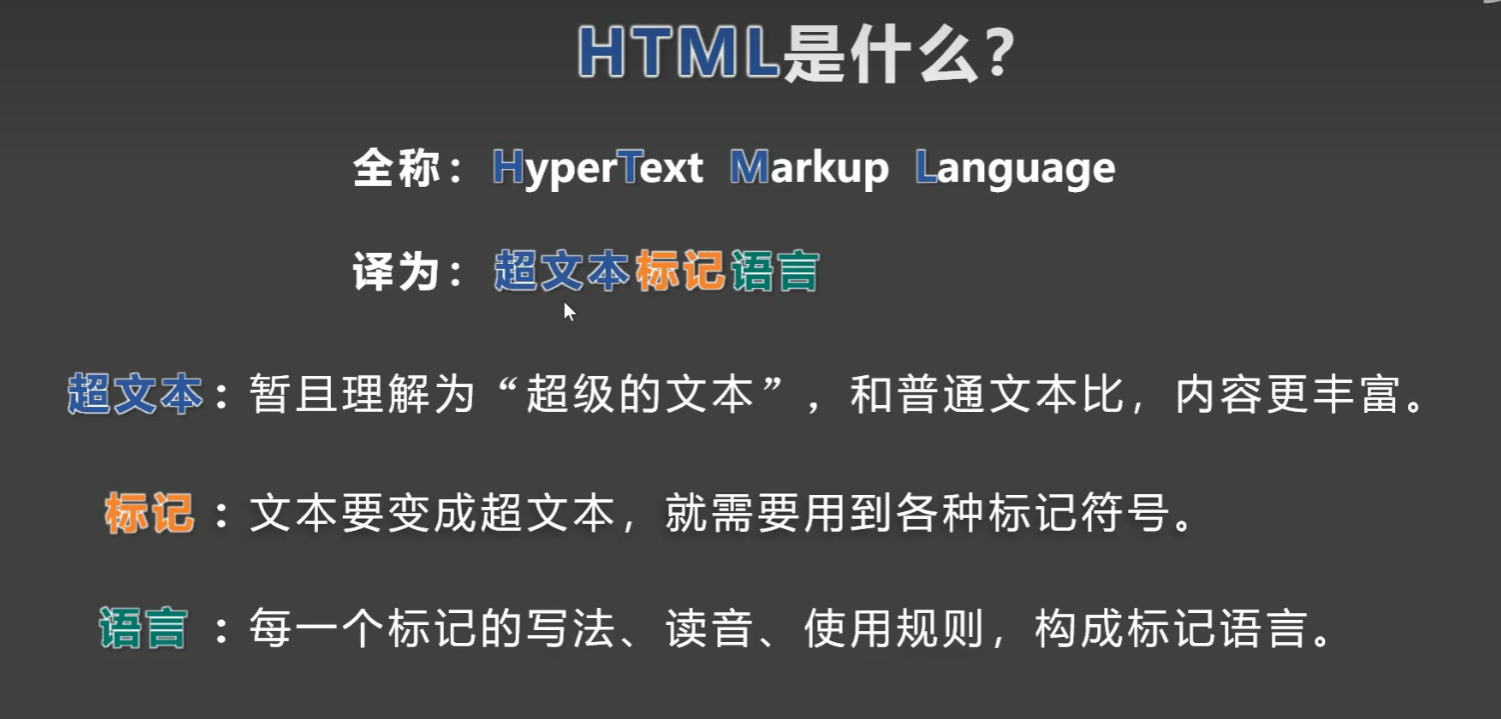 HTML是什么？
全称：HyperText Markup Language
译为：超文本标记语言
超文本：暂且理解为“超级的文本”，和普通文本比，内容更丰富。
标记：文本要变成超文本，就需要用到各种标记符号。
语言：每一个标记的写法、读音、使用规则，构成标记语言。